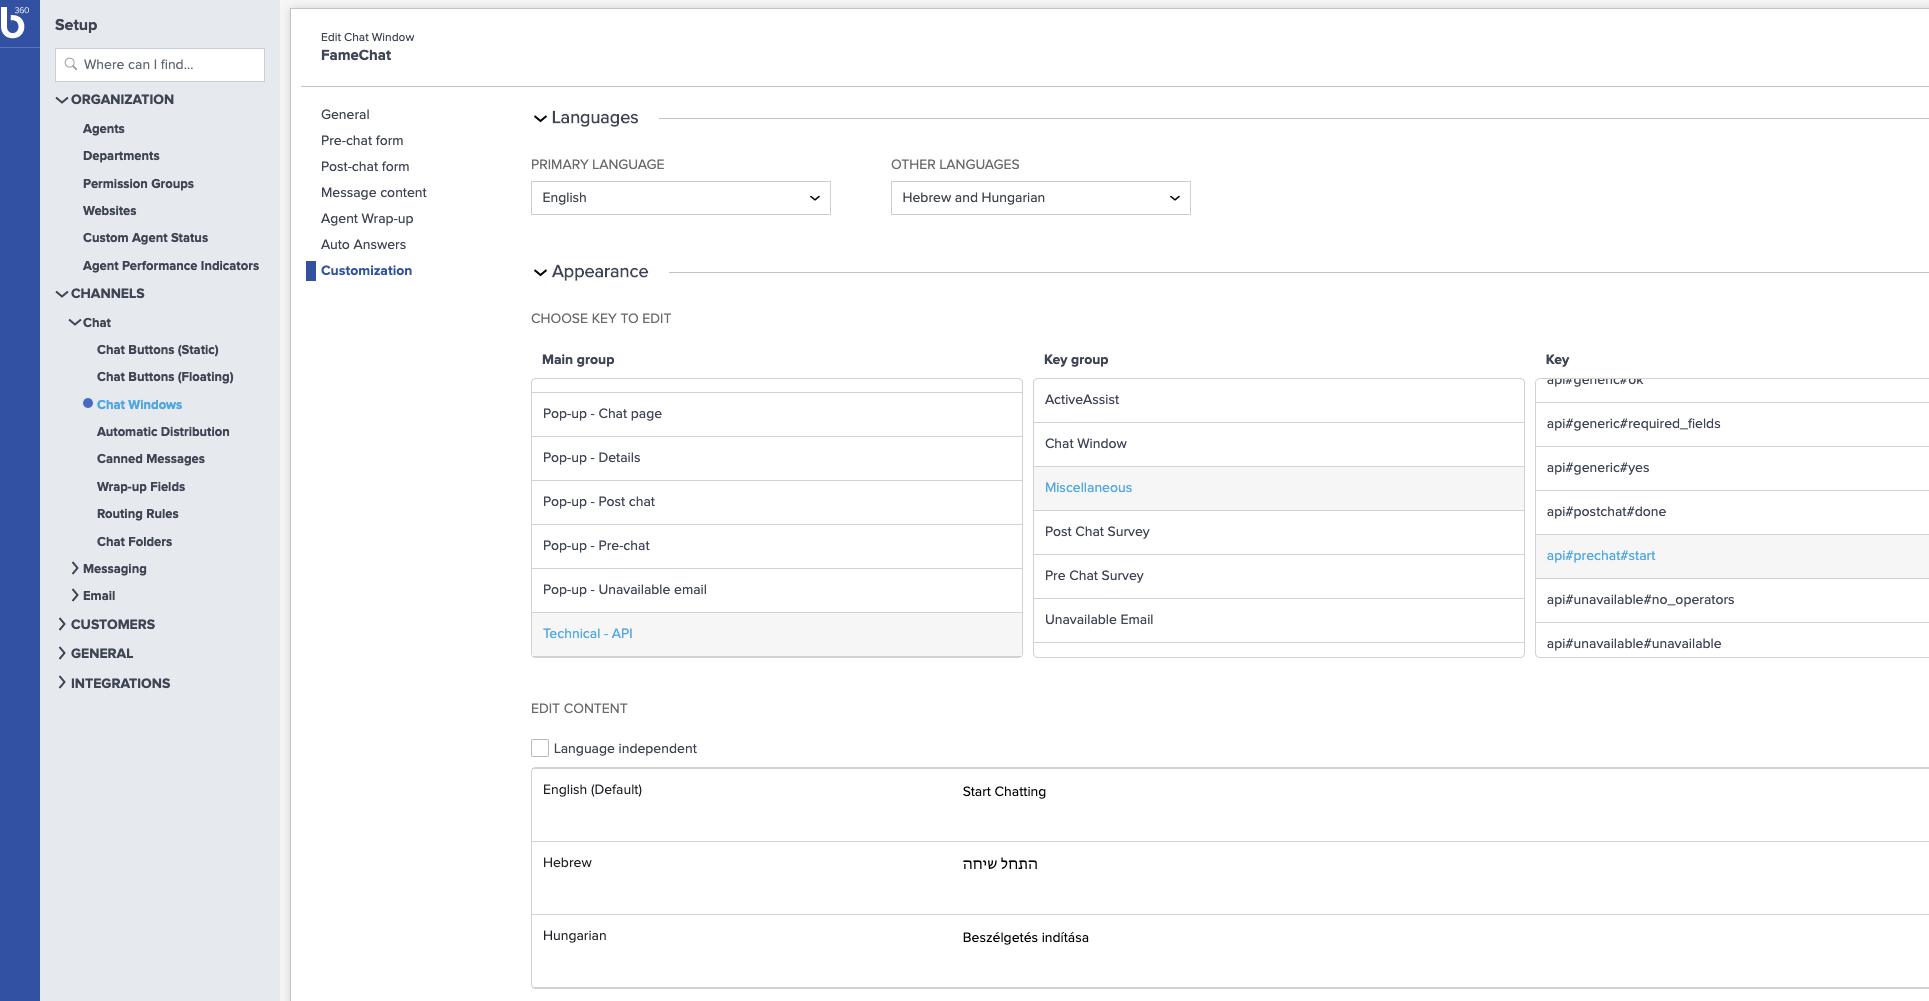 360
b
Setup
Where can I find...
ORGANIZATION
Agents
Departments
Permission Groups
Websites
Custom Agent Status
Agent Performance Indicators
CHANNELS
Chat
Chat Buttons (Static)
Chat Buttons (Floating)
Chat Windows
Automatic Distribution
Canned Messages
Wrap-up Fields
Routing Rules
Chat Folders
Messaging
Email
CUSTOMERS
GENERAL
INTEGRATIONS
Edit Chat Window
FameChat
General
Pre-chat form
Post-chat form
Message content
Agent Wrap-up
Auto Answers
Customization
Languages
PRIMARY LANGUAGE
OTHER LANGUAGES
English
Hebrew and Hungarian
Appearance
CHOOSE KEY TO EDIT
Main group
Pop-up - Chat page
Pop-up - Details
Pop-up - Post chat
Pop-up - Pre-chat
Pop-up - Unavailable email
Technical - API
Key group
ActiveAssist
Chat Window
Miscellaneous
Post Chat Survey
Pre Chat Survey
Unavailable Email
Key
api#generic#ok
api#generic#required_fields
api#generic#yes
api#postchat#done
api#prechat#start
api#unavailable#no_operators
api#unavailable#unavailable
EDIT CONTENT
Language independent
English (Default)
Start Chatting
Hebrew
התחל שיחה
Hungarian
Beszélgetés indítása